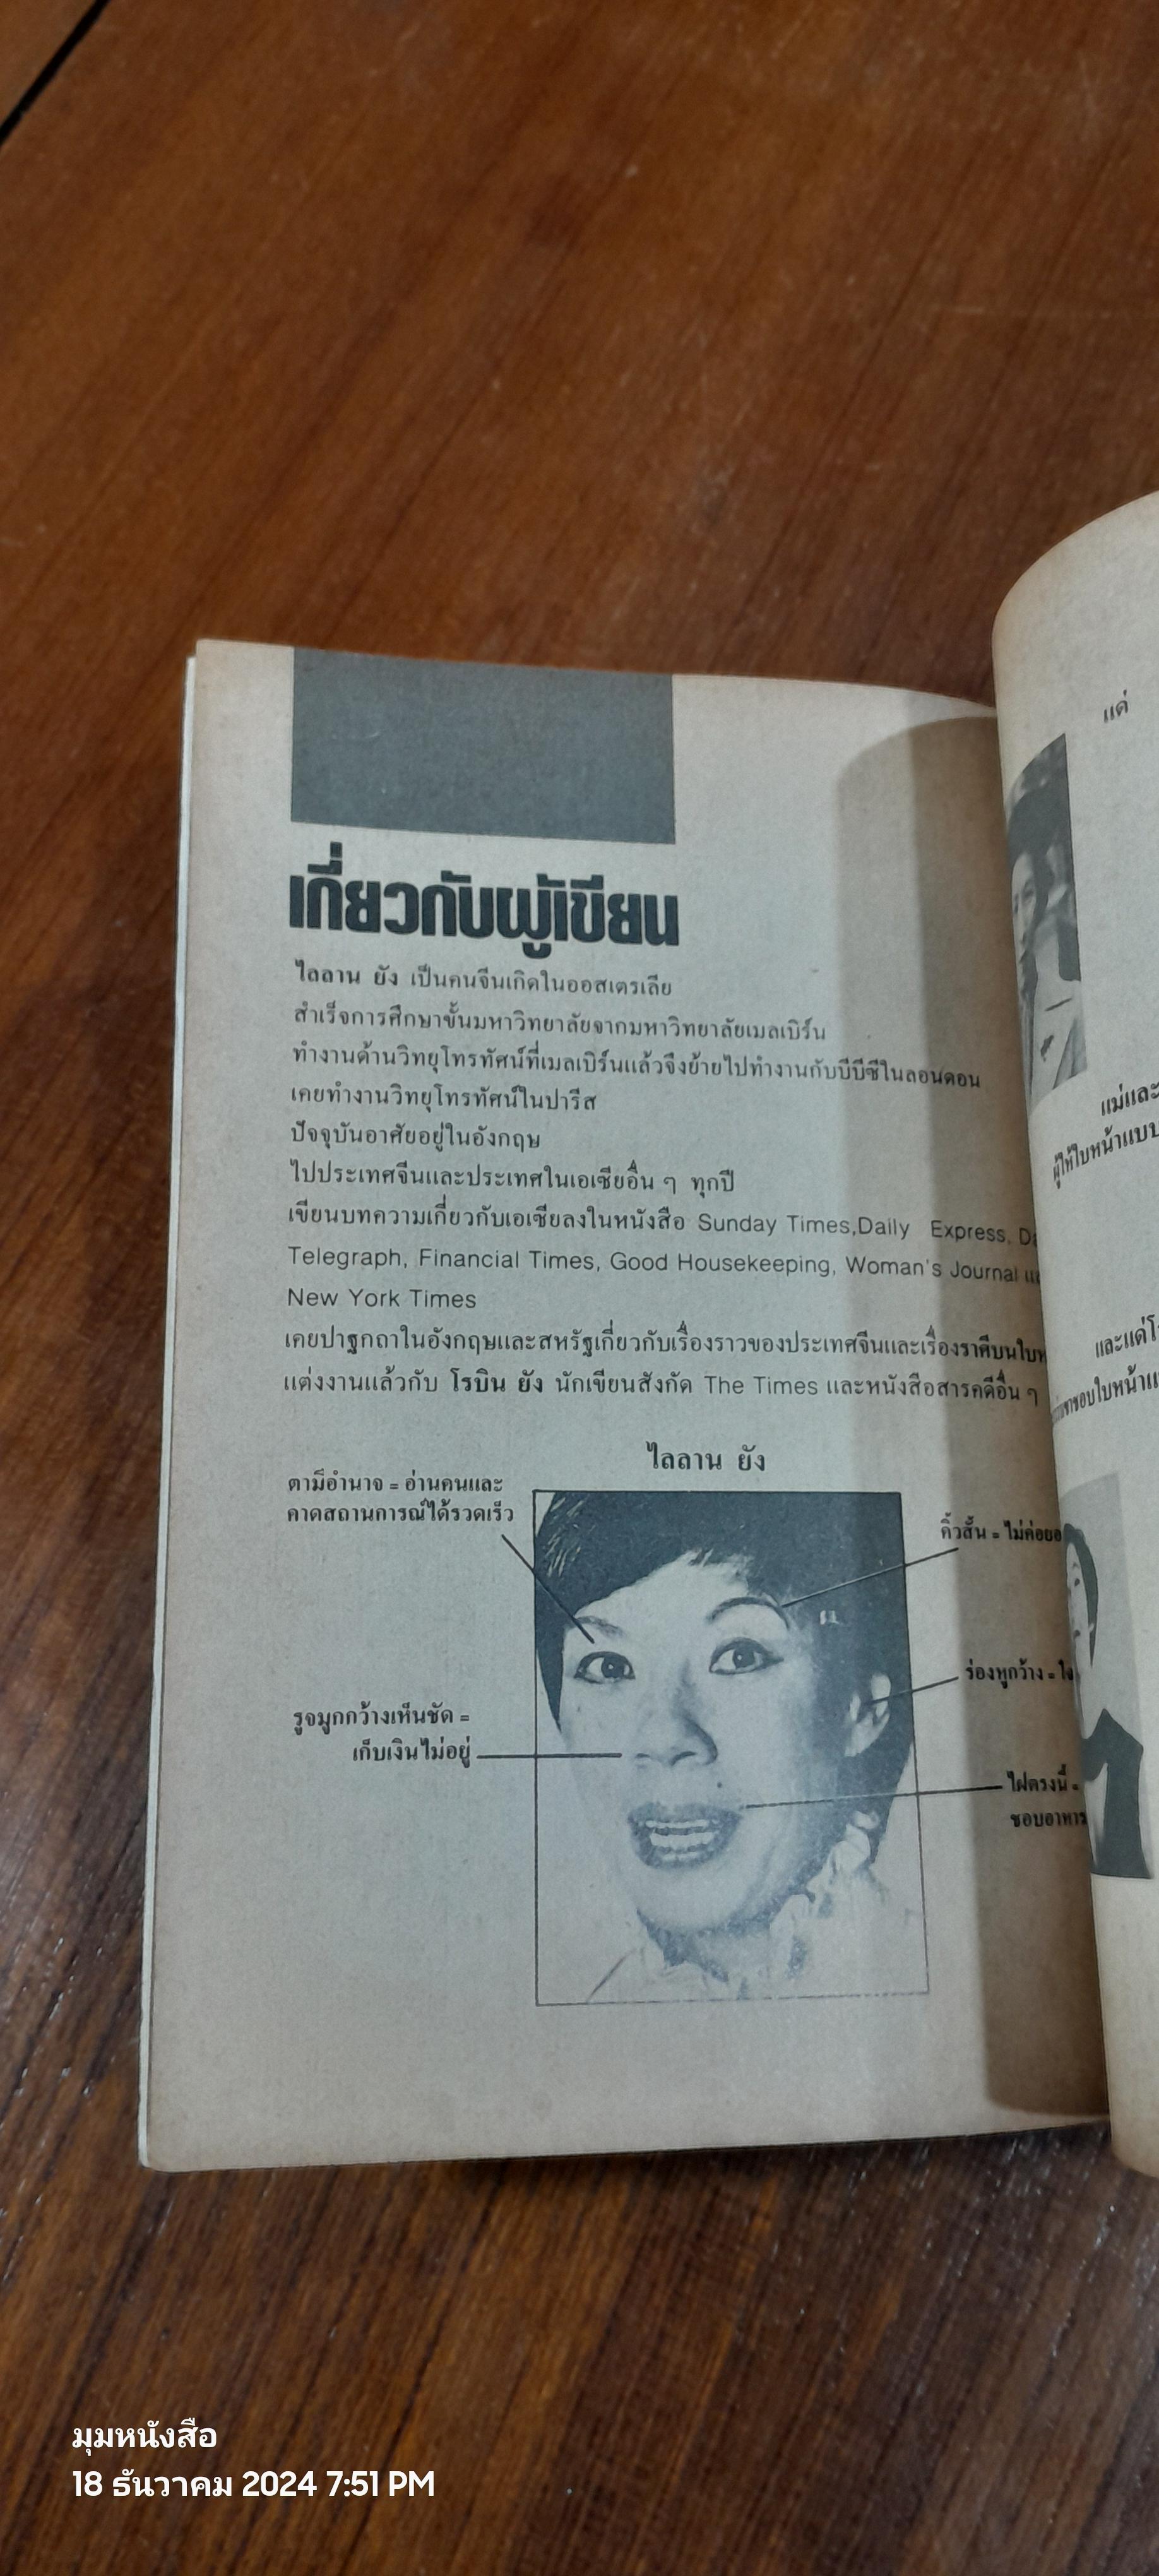 เกี่ยวกับผู้เขียน
ไลลาน ยัง เป็นคนจีนเกิดในออสเตรเลีย
สำเร็จการศึกษาขั้นมหาวิทยาลัยจากมหาวิทยาลัยเมลเบิร์น
ทำงานด้านวิทยุโทรทัศน์ที่เมลเบิร์นแล้วจึงย้ายไปทำงานกับบีบีซีในลอนดอน
เคยทำงานวิทยุโทรทัศน์ในปารีส
ปัจจุบันอาศัยอยู่ในอังกฤษ
ไปประเทศจีนและประเทศในเอเซียอื่น ๆ ทุกปี
เขียนบทความเกี่ยวกับเอเซียลงในหนังสือ Sunday Times,Daily Express,
Telegraph, Financial Times, Good Housekeeping, Woman's Journal
New York Times
เคยปาฐกถาในอังกฤษและสหรัฐเกี่ยวกับเรื่องราวของประเทศจีนและเรื่องราศีบน
แต่งงานแล้วกับ โรบิน ยัง นักเขียนสังกัด The Times และหนังสือสารคดีอื่น ๆ
ไลลาน ยัง
ตามีอำนาจ = อ่านคนและ
คาดสถานการณ์ได้รวดเร็ว
คิ้วสั้น = ไม่ค่อย
ร่องหูกว้าง =
รูจมูกกว้างเห็นชัด =
เก็บเงินไม่อยู่
ไฝตรงนี้ =
ชอบอาหาร
แด่
แม่และ
ผู้ให้ใบหน้าแบบ
และแด่
ชอบใบหน้า
มุมหนังสือ
18 ธันวาคม 2024 7:51 PM